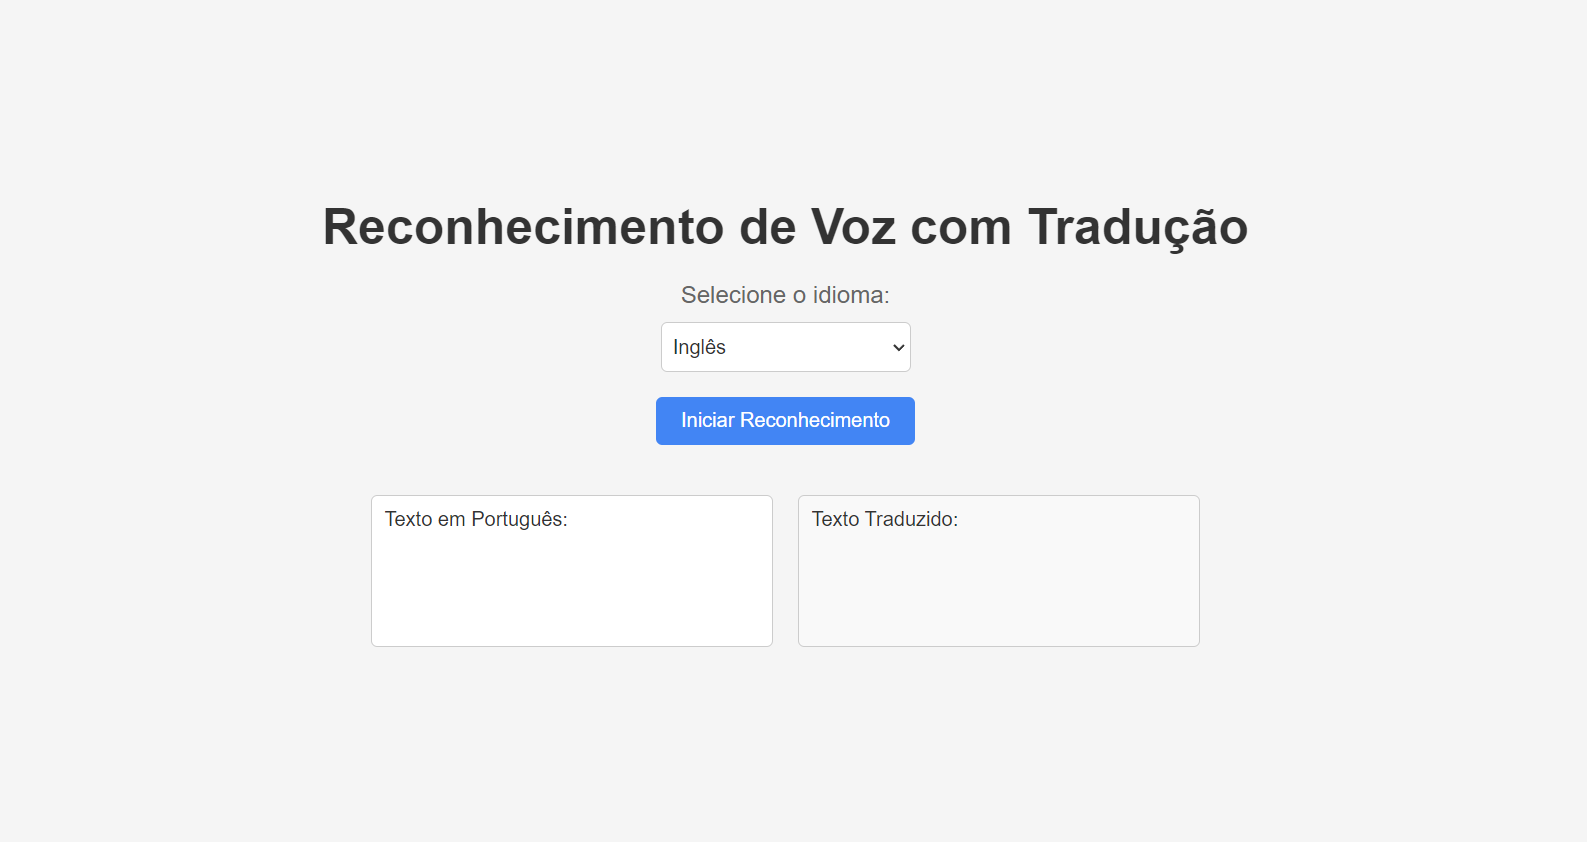 Reconhecimento de Voz com Tradução
Selecione o idioma:
Inglês
Iniciar Reconhecimento
Texto em Português:
Texto Traduzido: